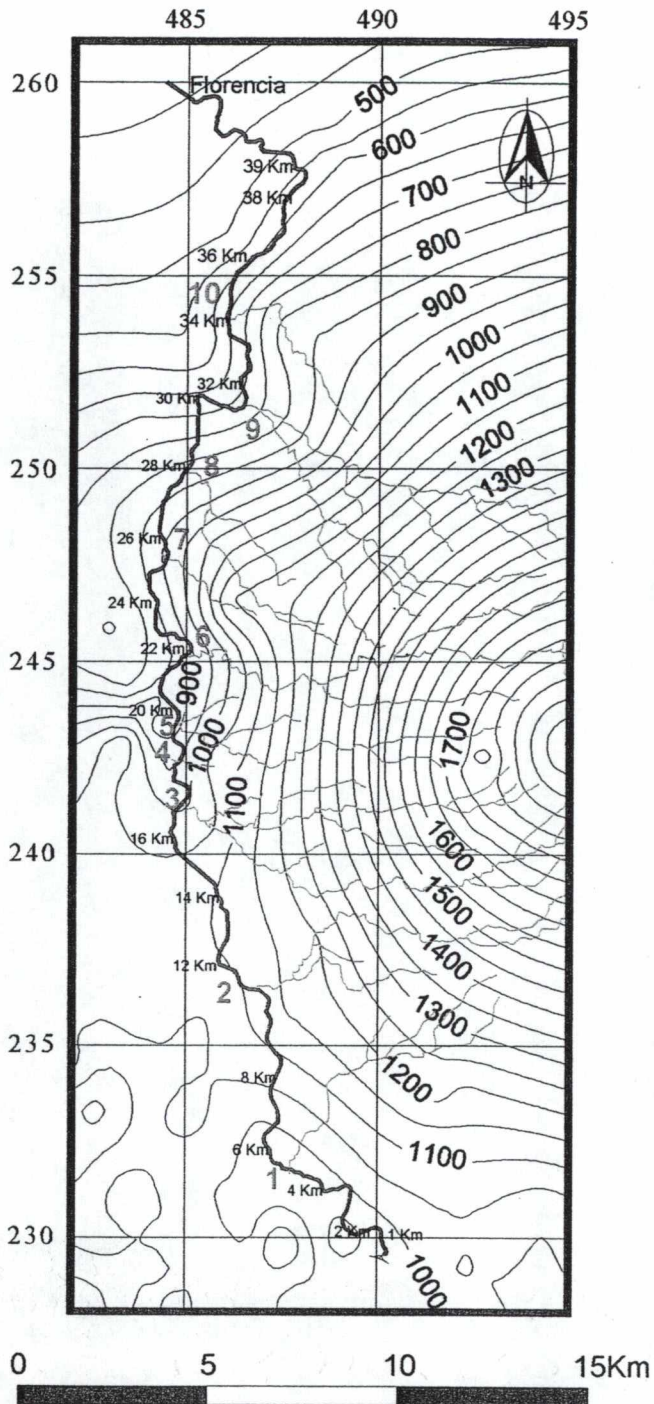 485 490 495
260
Florencia
500
39 Km
600
38 Km
700
N
36 Km
800
255
10
900
34 Km
1000
32 Km
30 Km
1100
9
1200
250
28 Km
8
1300
26 Km
7
24 Km
6
22 Km
245
900
20 Km
5
1000
1700
4
3
1100
16 Km
240
1600
14 Km
1500
1400
12 Km
2
1300
235
8 Km
1200
6 Km
1100
1
4 Km
230
2 Km
1 Km
1000
0 5 10 15Km